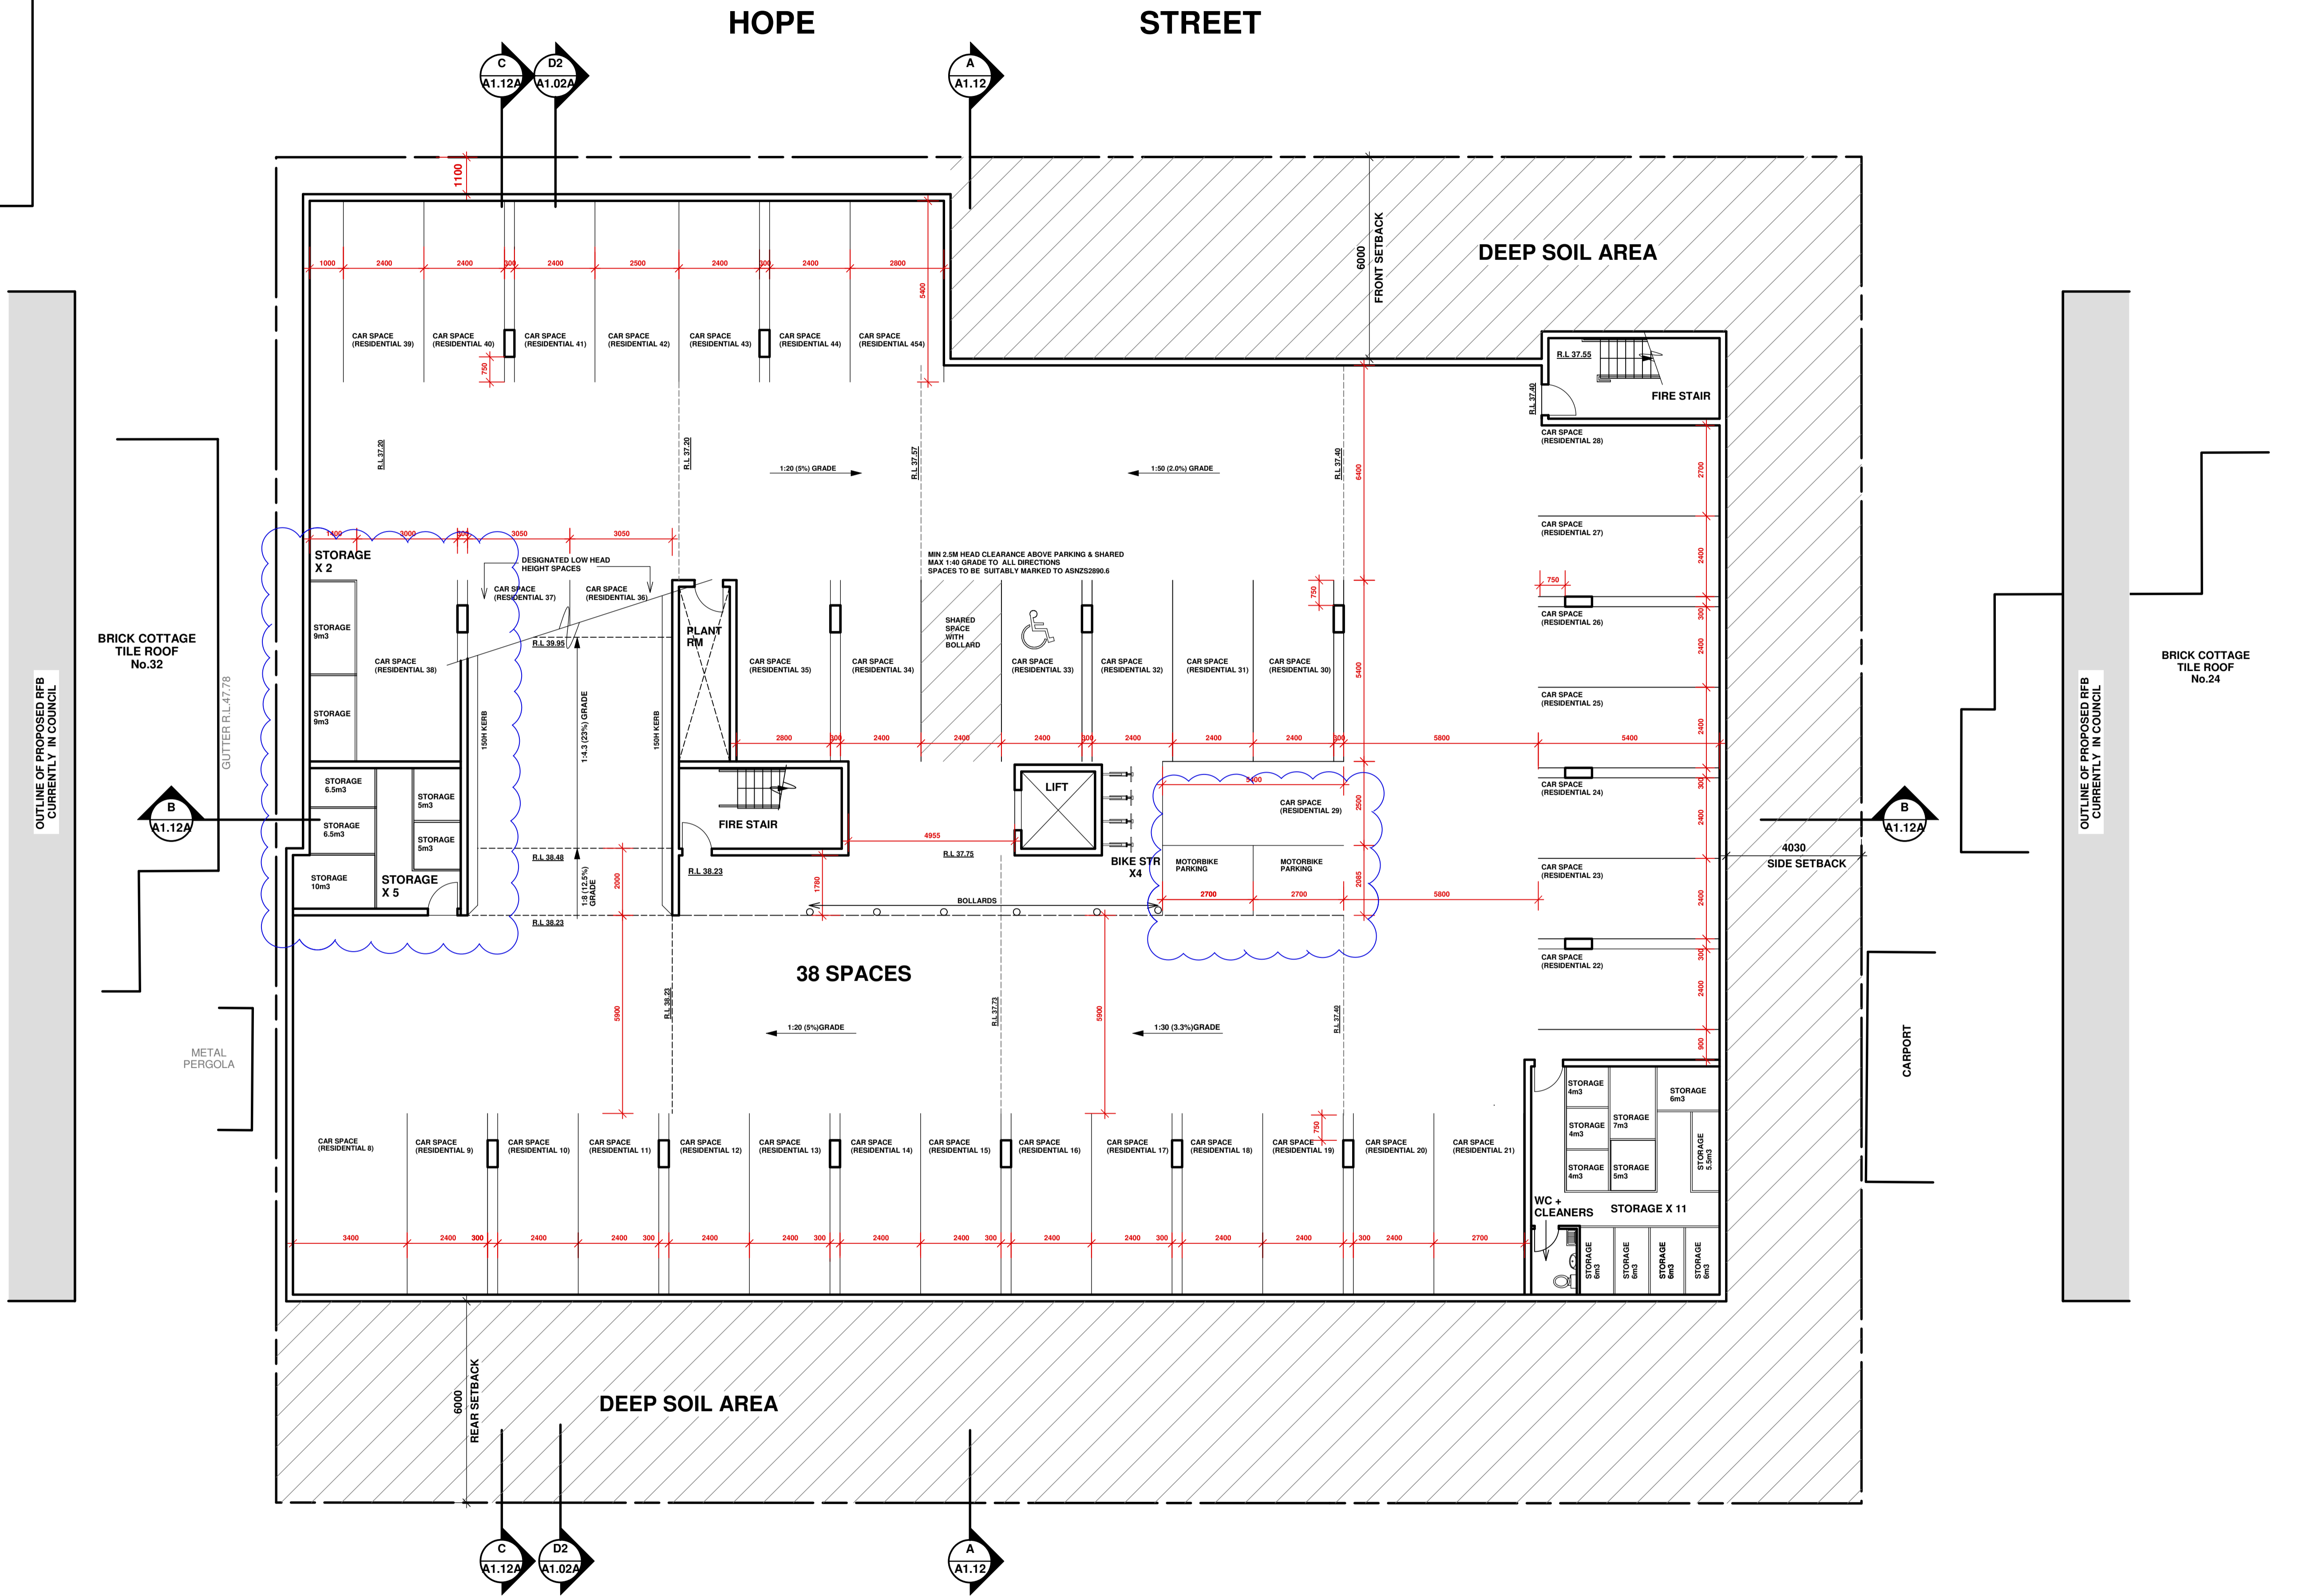 HOPE STREET
C
A1.12A
D2
A1.02A
A
A1.12
1100
6000
FRONT SETBACK
DEEP SOIL AREA
1000
2400
2400
300
2400
2500
2400
300
2400
2800
5400
CAR SPACE
(RESIDENTIAL 39)
CAR SPACE
(RESIDENTIAL 40)
CAR SPACE
(RESIDENTIAL 41)
CAR SPACE
(RESIDENTIAL 42)
CAR SPACE
(RESIDENTIAL 43)
CAR SPACE
(RESIDENTIAL 44)
CAR SPACE
(RESIDENTIAL 454)
750
R.L 37.55
FIRE STAIR
R.L 37.40
R.L 37.20
R.L 37.20
1:20 (5%) GRADE
R.L 37.57
1:50 (2.0%) GRADE
R.L 37.40
6400
CAR SPACE
(RESIDENTIAL 28)
2700
CAR SPACE
(RESIDENTIAL 27)
2400
750
300
CAR SPACE
(RESIDENTIAL 26)
2400
CAR SPACE
(RESIDENTIAL 25)
2400
300
CAR SPACE
(RESIDENTIAL 24)
2400
CAR SPACE
(RESIDENTIAL 23)
2400
300
CAR SPACE
(RESIDENTIAL 22)
2400
900
1400
3000
300
3050
3050
STORAGE
X 2
DESIGNATED LOW HEAD
HEIGHT SPACES
CAR SPACE
(RESIDENTIAL 37)
CAR SPACE
(RESIDENTIAL 36)
STORAGE
9m3
STORAGE
9m3
CAR SPACE
(RESIDENTIAL 38)
R.L 39.95
150H KERB
1:4.3 (23%) GRADE
150H KERB
PLANT
RM
MIN 2.5M HEAD CLEARANCE ABOVE PARKING & SHARED
MAX 1:40 GRADE TO ALL DIRECTIONS
SPACES TO BE SUITABLY MARKED TO ASNZS2890.6
SHARED
SPACE
WITH
BOLLARD
CAR SPACE
(RESIDENTIAL 35)
CAR SPACE
(RESIDENTIAL 34)
CAR SPACE
(RESIDENTIAL 33)
CAR SPACE
(RESIDENTIAL 32)
CAR SPACE
(RESIDENTIAL 31)
CAR SPACE
(RESIDENTIAL 30)
750
5400
2800
300
2400
2400
2400
300
2400
2400
2400
300
5800
5400
STORAGE
6.5m3
STORAGE
6.5m3
STORAGE
10m3
STORAGE
5m3
STORAGE
5m3
STORAGE
X 5
R.L 38.48
1:8 (12.5%)
GRADE
2000
R.L 38.23
FIRE STAIR
R.L 38.23
1780
4955
R.L 37.75
LIFT
BIKE STR
X4
5400
CAR SPACE
(RESIDENTIAL 29)
2500
MOTORBIKE
PARKING
MOTORBIKE
PARKING
2085
2700
2700
5800
BOLLARDS
38 SPACES
5900
R.L 38.23
1:20 (5%)GRADE
R.L 37.73
5900
1:30 (3.3%)GRADE
R.L 37.40
CAR SPACE
(RESIDENTIAL 8)
CAR SPACE
(RESIDENTIAL 9)
CAR SPACE
(RESIDENTIAL 10)
CAR SPACE
(RESIDENTIAL 11)
CAR SPACE
(RESIDENTIAL 12)
CAR SPACE
(RESIDENTIAL 13)
CAR SPACE
(RESIDENTIAL 14)
CAR SPACE
(RESIDENTIAL 15)
CAR SPACE
(RESIDENTIAL 16)
CAR SPACE
(RESIDENTIAL 17)
CAR SPACE
(RESIDENTIAL 18)
CAR SPACE
(RESIDENTIAL 19)
CAR SPACE
(RESIDENTIAL 20)
CAR SPACE
(RESIDENTIAL 21)
750
3400
2400
300
2400
2400
300
2400
2400
300
2400
2400
300
2400
2400
300
2400
2400
300
2400
2700
STORAGE
4m3
STORAGE
4m3
STORAGE
4m3
STORAGE
7m3
STORAGE
5m3
STORAGE
6m3
STORAGE
5.5m3
WC +
CLEANERS
STORAGE X 11
STORAGE
6m3
STORAGE
6m3
STORAGE
6m3
STORAGE
6m3
OUTLINE OF PROPOSED RFB
CURRENTLY IN COUNCIL
BRICK COTTAGE
TILE ROOF
No.32
GUTTER R.L.47.78
B
A1.12A
METAL
PERGOLA
4030
SIDE SETBACK
B
A1.12A
CARPORT
OUTLINE OF PROPOSED RFB
CURRENTLY IN COUNCIL
BRICK COTTAGE
TILE ROOF
No.24
6000
REAR SETBACK
DEEP SOIL AREA
C
A1.12A
D2
A1.02A
A
A1.12